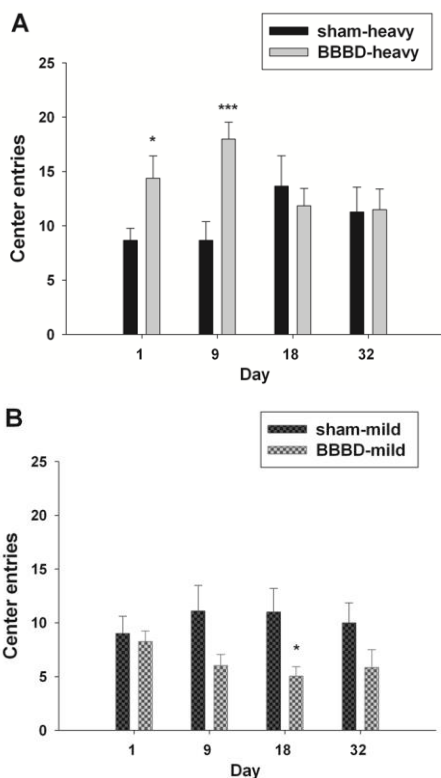 A
sham-heavy
BBBD-heavy
25
20
15
10
5
0
Center entries
*
***
1 9 18 32
Day
B
sham-mild
BBBD-mild
25
20
15
10
5
0
Center entries
*
1 9 18 32
Day